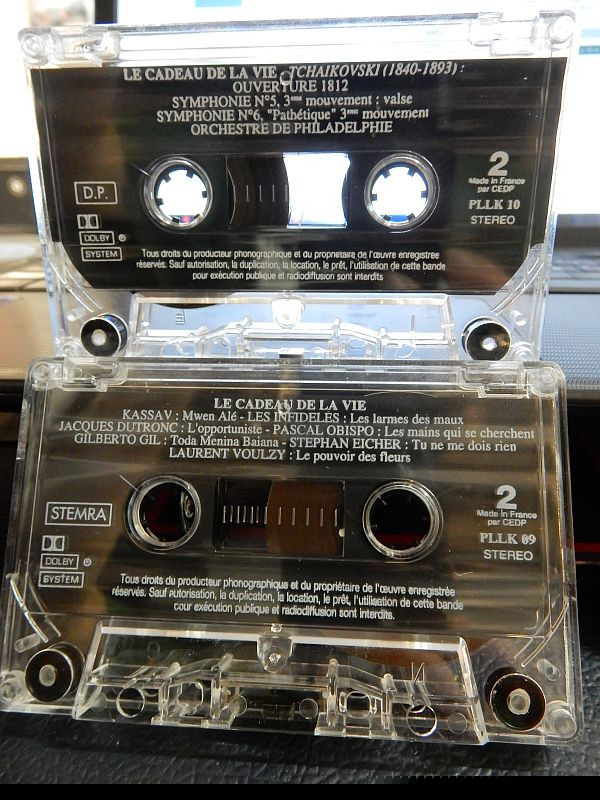 LE CADEAU DE LA VIE TCHAIKOVSKI (1840-1893) :
OUVERTURE 1812
SYMPHONIE N°5, 3ème mouvement : valse
SYMPHONIE N°6, "Pathétique" 3ème mouvement
ORCHESTRE DE PHILADELPHIE
D.P.
DOLBY
SYSTEM
2
Made in France
par CEDP
PLLK 10
STEREO
Tous droits du producteur phonographique et du propriétaire de l'œuvre enregistrée
réservés. Sauf autorisation, la duplication, la location, le prêt, l'utilisation de cette bande
pour exécution publique et radiodiffusion sont interdits
LE CADEAU DE LA VIE
KASSAV : Mwen Alé - LES INFIDELES : Les larmes des maux
JACQUES DUTRONC : L'opportuniste - PASCAL OBISPO : Les mains qui se cherchent
GILBERTO GIL : Toda Menina Baiana - STEPHAN EICHER : Tu ne me dois rien
LAURENT VOULZY : Le pouvoir des fleurs
STEMRA
DOLBY ®
SYSTEM
2
Made in France
par CEDP
PLLK 09
STEREO
Tous droits du producteur phonographique et du propriétaire de l'œuvre enregistrée
réservés. Sauf autorisation, la duplication, la location, le prêt, l'utilisation de cette bande
pour exécution publique et radiodiffusion sont interdits.